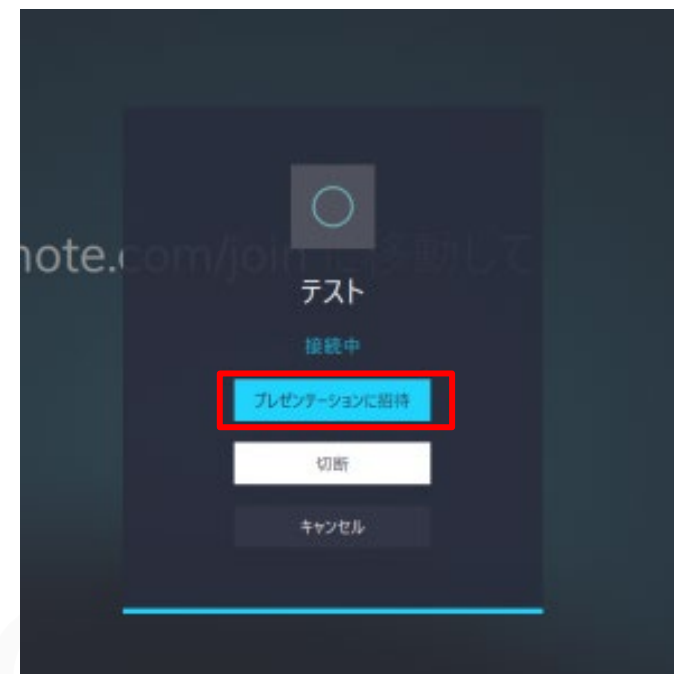 note.com/join に移動して
テスト
接続中
プレゼンテーションに招待
切断
キャンセル